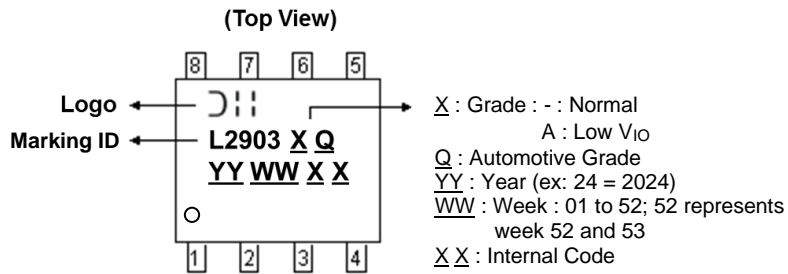 (Top View)
8 7 6 5
Logo
Marking ID
L2903 X Q
YY WW X X
1 2 3 4
X : Grade : - : Normal
A : Low VIO
Q : Automotive Grade
YY : Year (ex: 24 = 2024)
WW : Week : 01 to 52; 52 represents
week 52 and 53
X X : Internal Code